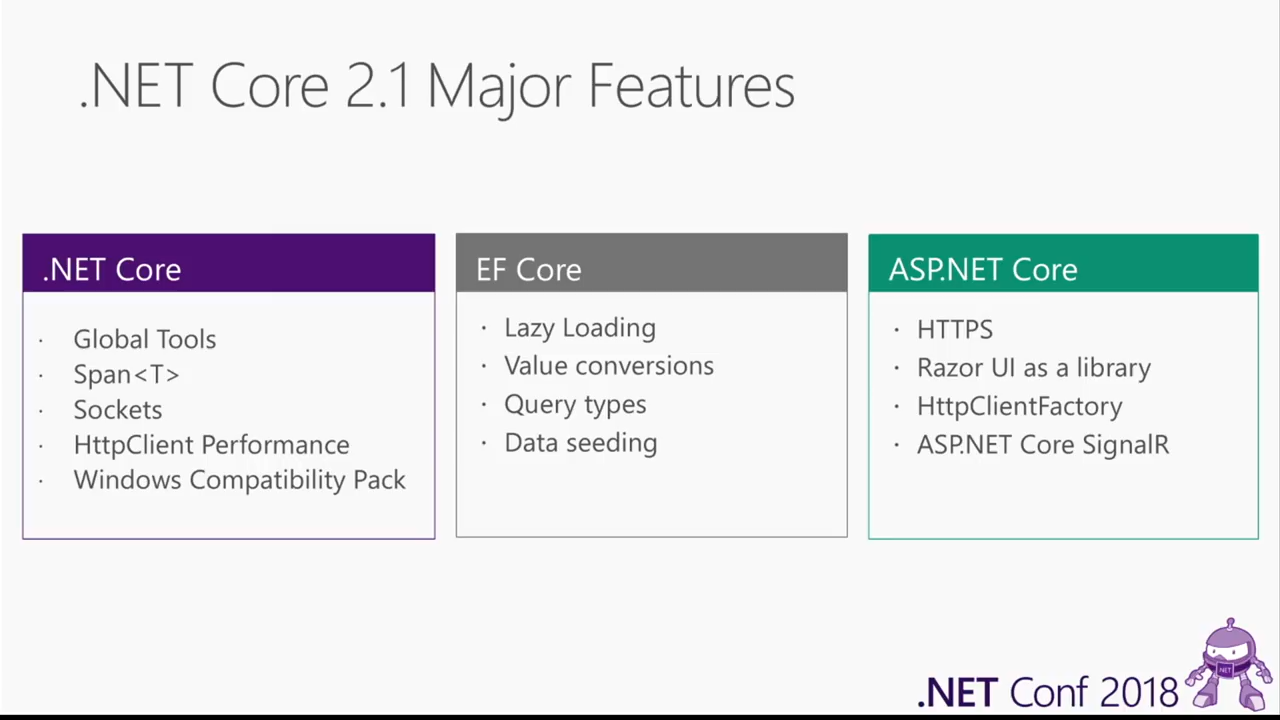 .NET Core 2.1 Major Features
.NET Core
· Global Tools
· Span<T>
· Sockets
· HttpClient Performance
· Windows Compatibility Pack
EF Core
· Lazy Loading
· Value conversions
· Query types
· Data seeding
ASP.NET Core
· HTTPS
· Razor UI as a library
· HttpClientFactory
· ASP.NET Core SignalR
.NET Conf 2018
.NET